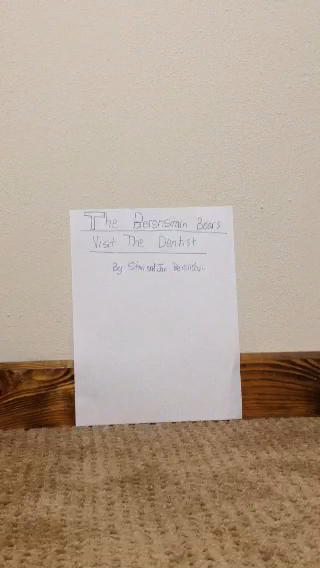 The Berenstain Bears
Visit The Dentist
By Stan and Jan Berenstain